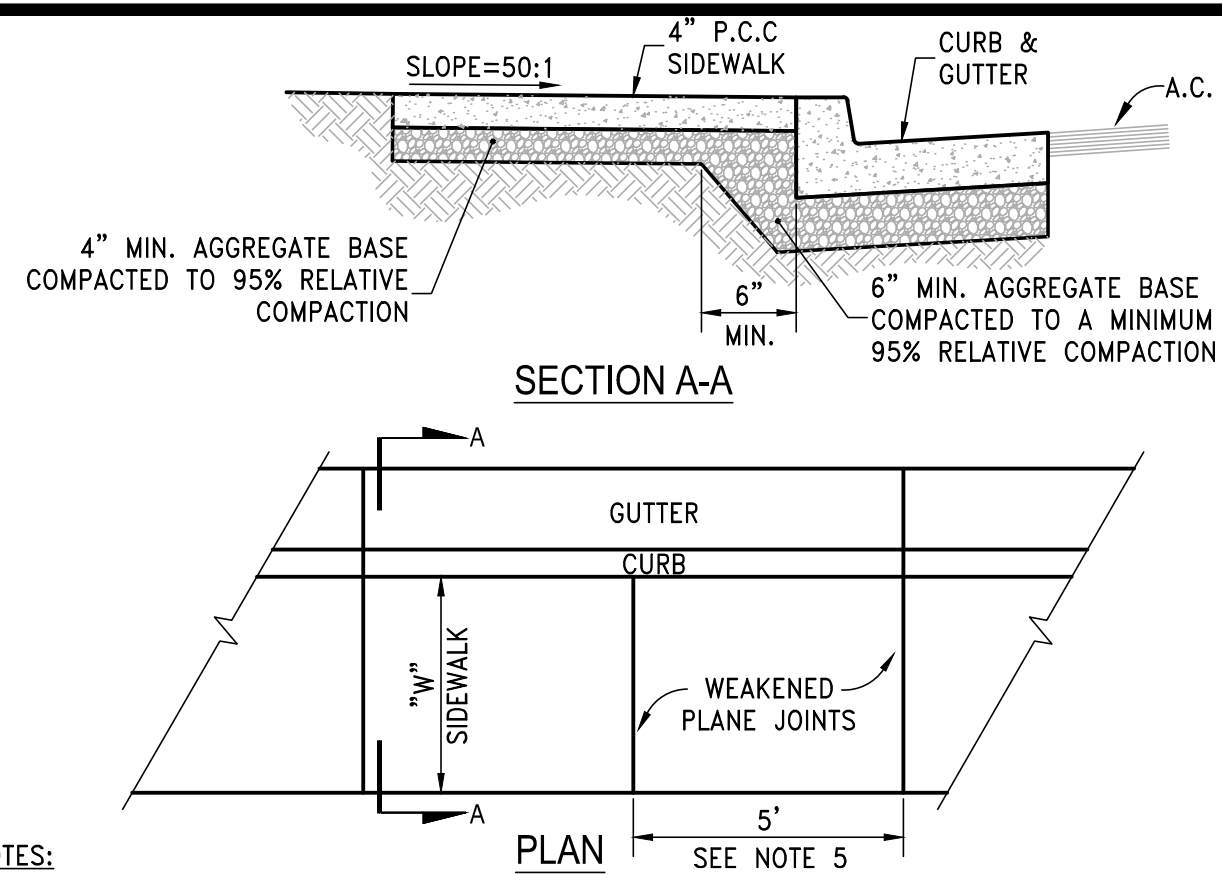 4” P.C.C
SIDEWALK
CURB &
GUTTER
SLOPE=50:1
A.C.
4” MIN. AGGREGATE BASE
COMPACTED TO 95% RELATIVE
COMPACTION
6”
MIN.
6” MIN. AGGREGATE BASE
COMPACTED TO A MINIMUM
95% RELATIVE COMPACTION
SECTION A-A
A
GUTTER
CURB
”W”
SIDEWALK
WEAKENED
PLANE JOINTS
A
5’
SEE NOTE 5
PLAN
OTES: